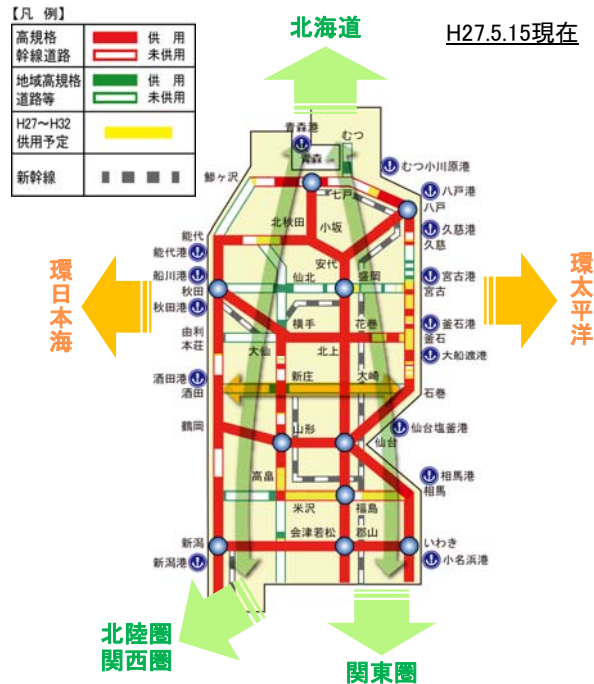 【凡 例】
高規格
幹線道路
供 用
未供用
地域高規格
道路等
供 用
未供用
H27～H32
供用予定
新幹線
H27.5.15現在
北海道
青森港
むつ
青森
むつ小川原港
鯵ヶ沢
七戸
八戸港
八戸
北秋田
小坂
久慈港
久慈
能代
能代港
安代
船川港
仙北
盛岡
宮古港
宮古
秋田
秋田港
環日本海
環太平洋
横手
花巻
釜石港
釜石
由利
本荘
大仙
北上
大船渡港
酒田港
酒田
新庄
大崎
石巻
鶴岡
山形
仙台
仙台塩釜港
高畠
相馬港
相馬
米沢
福島
新潟
会津若松
郡山
いわき
新潟港
小名浜港
北陸圏
関西圏
関東圏